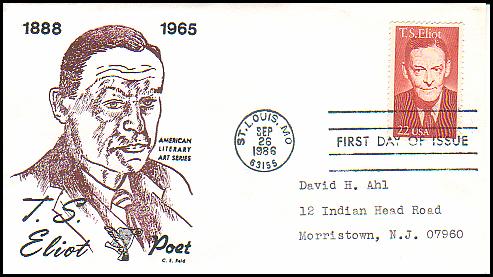 1888 1965
AMERICAN
LITERARY
ART SERIES
T. S.
Eliot
Poet
C. E. Reid
T.S. Eliot
22 USA
ST. LOUIS, MO
SEP
26
1986
63155
FIRST DAY OF ISSUE
David H. Ahl
12 Indian Head Road
Morristown, N.J. 07960